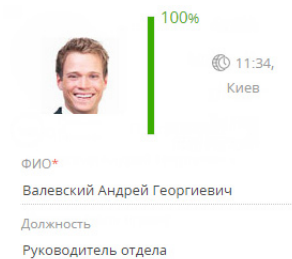 100%
11:34,
Киев
ФИО*
Валевский Андрей Георгиевич
Должность
Руководитель отдела